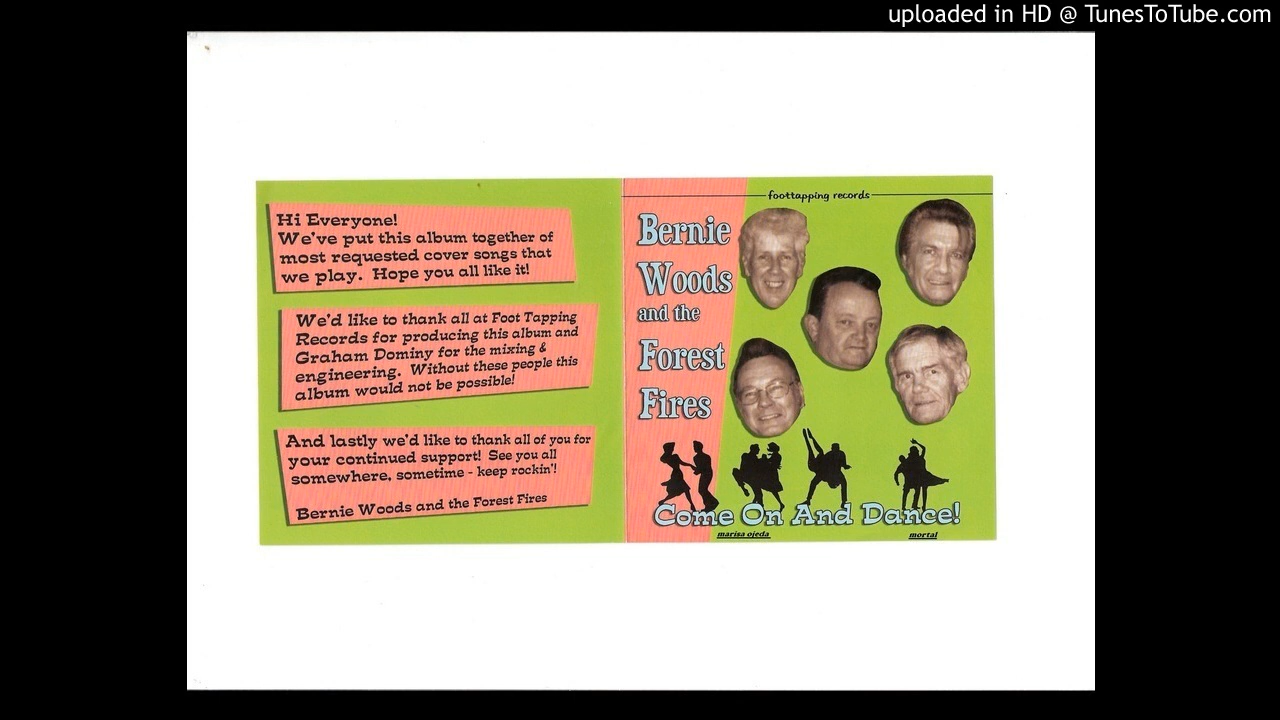 uploaded in HD @ TunesToTube.com
Hi Everyone!
We've put this album together of
most requested cover songs that
we play. Hope you all like it!
We'd like to thank all at Foot Tapping
Records for producing this album and
Graham Dominy for the mixing &
engineering. Without these people this
album would not be possible!
And lastly we'd like to thank all of you for
your continued support! See you all
somewhere, sometime - keep rockin'!
Bernie Woods and the Forest Fires
foottapping records
Bernie
Woods
and the
Forest
Fires
Come On And Dance!
marisa ojeda
mortal